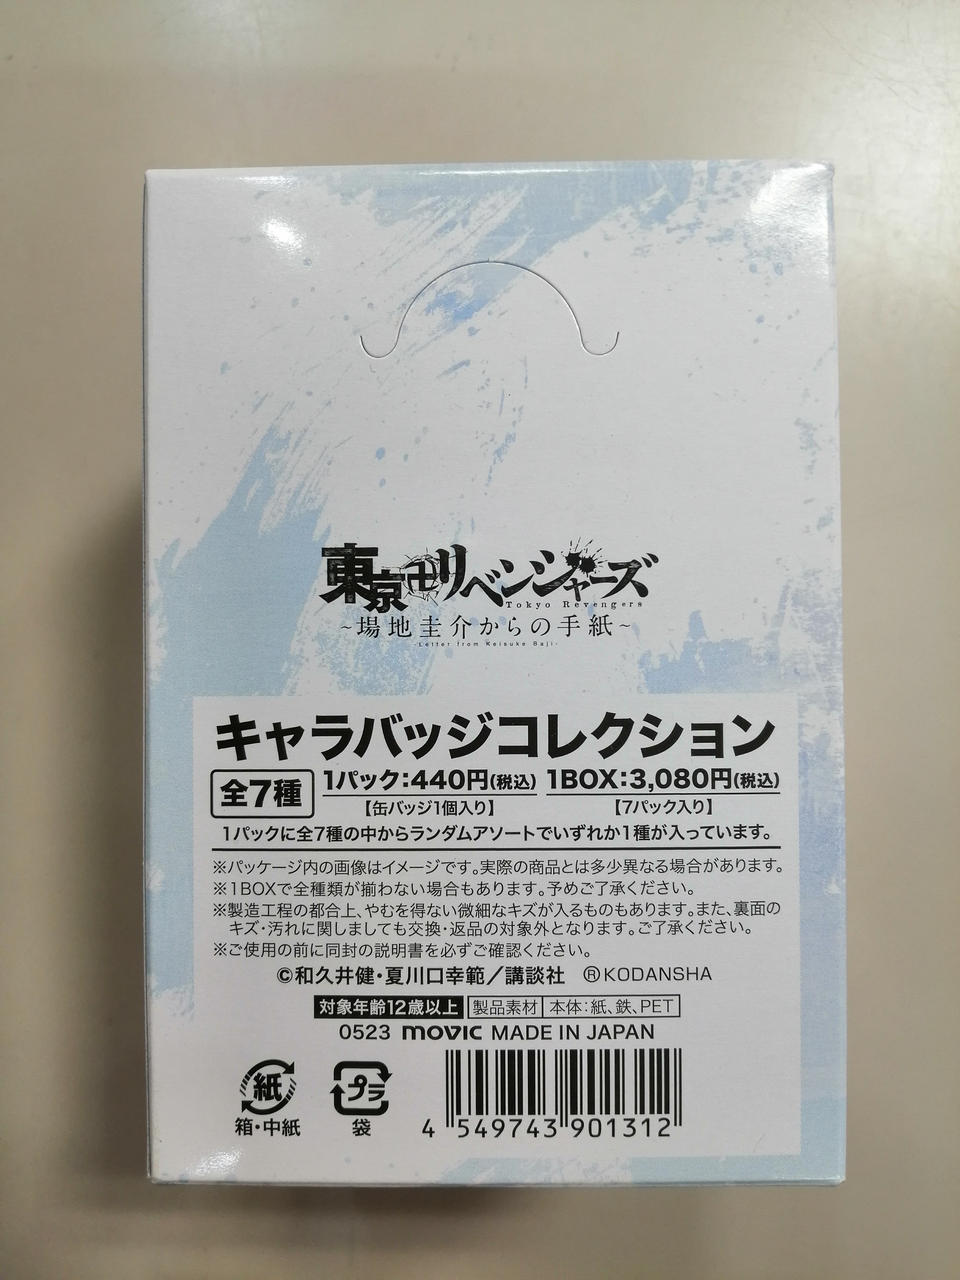 東京卍リベンジャーズ
Tokyo Revengers
~場地圭介からの手紙~
-Letter from Keisuke Baji-
キャラバッジコレクション
全7種 1パック:440円(税込) 1BOX:3,080円(税込)
【缶バッジ1個入り】 【7パック入り】
1パックに全7種の中からランダムアソートでいずれか1種が入っています。
※パッケージ内の画像はイメージです。実際の商品とは多少異なる場合があります。
※1BOXで全種類が揃わない場合もあります。予めご了承ください。
※製造工程の都合上、やむを得ない微細なキズが入るものもあります。また、裏面の
キズ・汚れに関しましても交換・返品の対象外となります。ご了承ください。
※ご使用の前に同封の説明書を必ずご確認ください。
©和久井健・夏川口幸範/講談社 ®KODANSHA
対象年齢12歳以上 製品素材 本体:紙、鉄、PET
0523 movic MADE IN JAPAN
紙 プラ
箱・中紙 袋
4 549743 901312